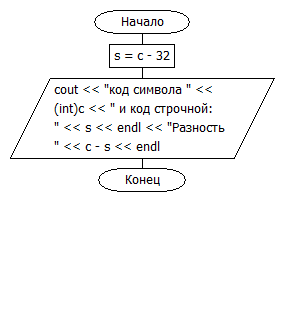 Начало
s = c - 32
cout << "код символа " <<
(int)c << " и код строчной:
" << s << endl << "Разность
" << c - s << endl
Конец